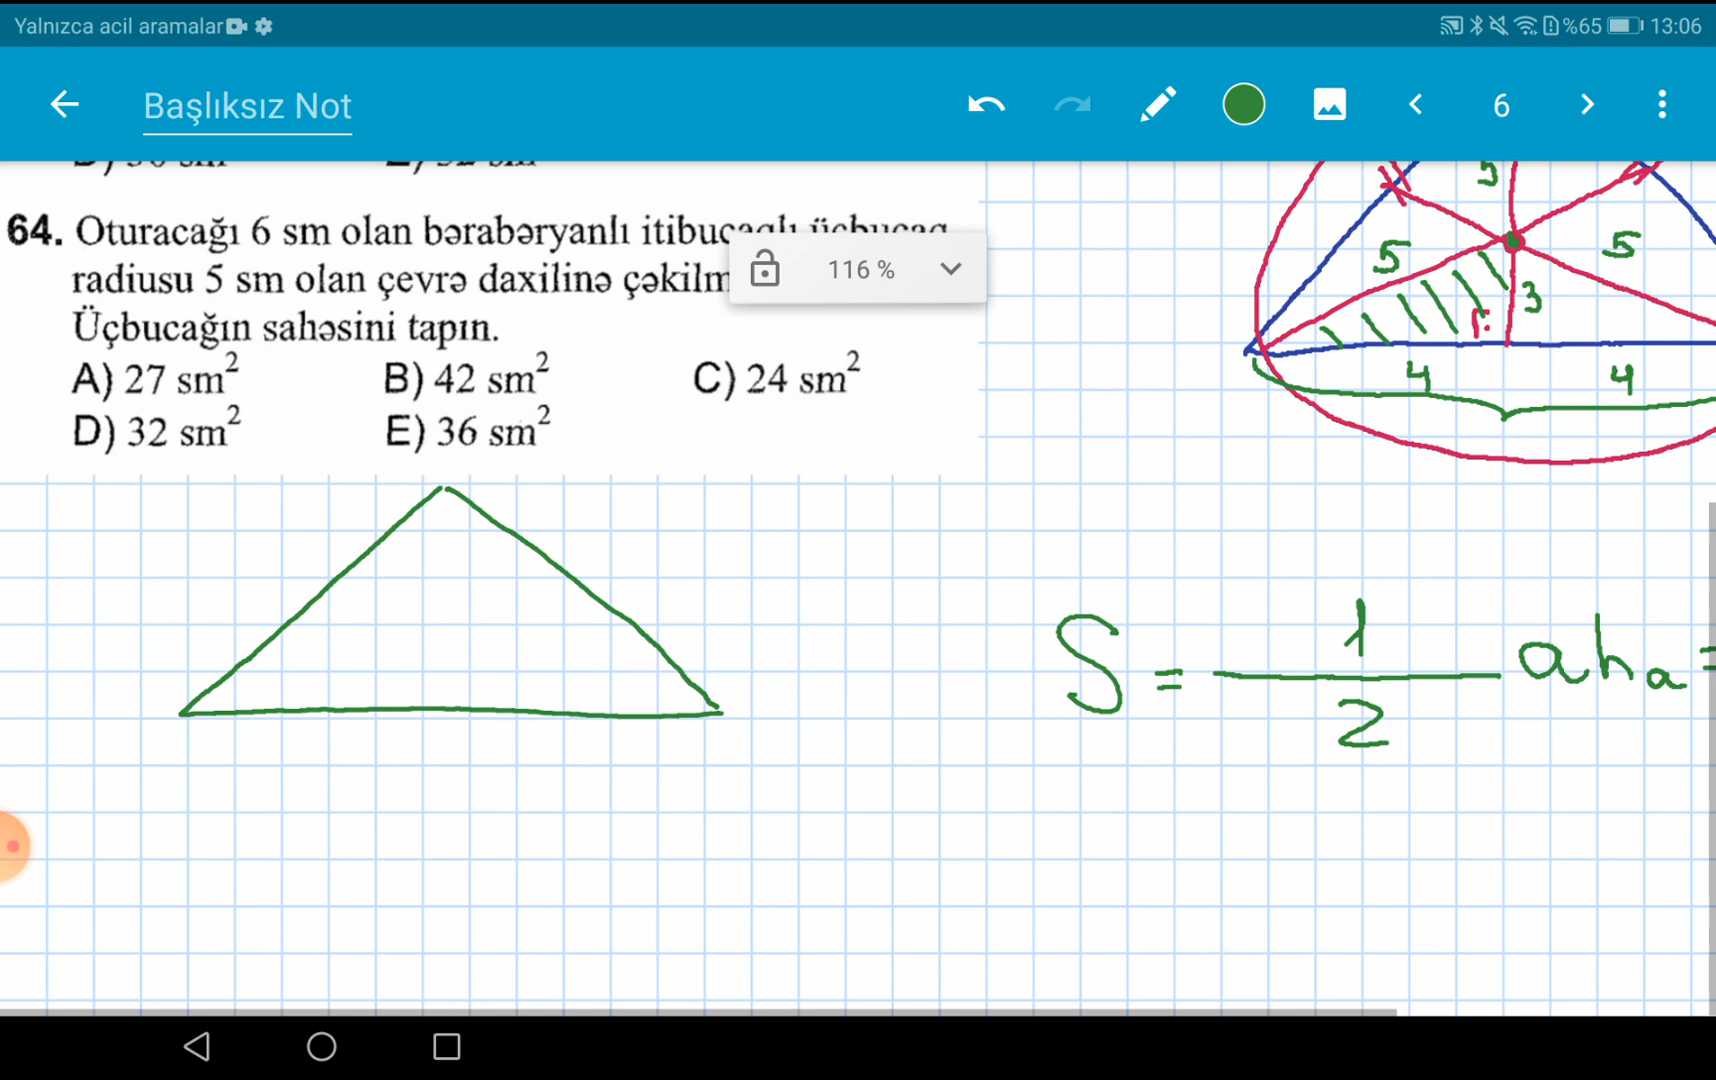 Yalnızca acil aramalar %65 13:06
Başlıksız Not 6
64. Oturacağı 6 sm olan bərabəryanlı itibucaqlı üçbucaq
radiusu 5 sm olan çevrə daxilinə çəkilm
116 %
Üçbucağın sahəsini tapın.
A) 27 sm² B) 42 sm² C) 24 sm²
D) 32 sm² E) 36 sm²
5
5 5
3
4 4
S = 1/2 aha =